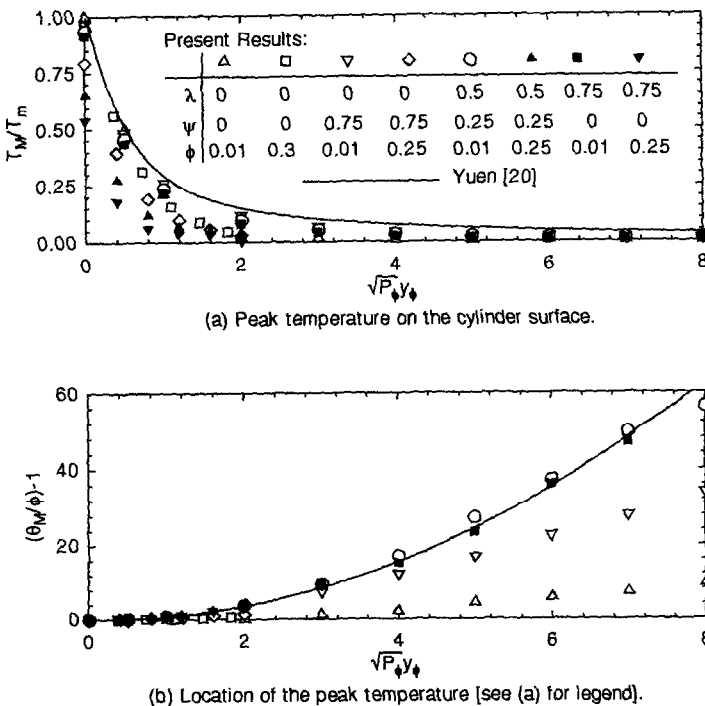 1.00
0.75
0.50
0.25
0.00
T_M/T_m
Present Results:
△ □ ▽ ◇ ○ ▲ ■ ▼
λ 0 0 0 0 0.5 0.5 0.75 0.75
ψ 0 0 0.75 0.75 0.25 0.25 0 0
ϕ 0.01 0.3 0.01 0.25 0.01 0.25 0.01 0.25
Yuen [20]
0 2 4 6 8
√P_ϕ y_ϕ
(a) Peak temperature on the cylinder surface.
60
40
20
0
(θ_M/ϕ)-1
0 2 4 6 8
√P_ϕ y_ϕ
(b) Location of the peak temperature [see (a) for legend].